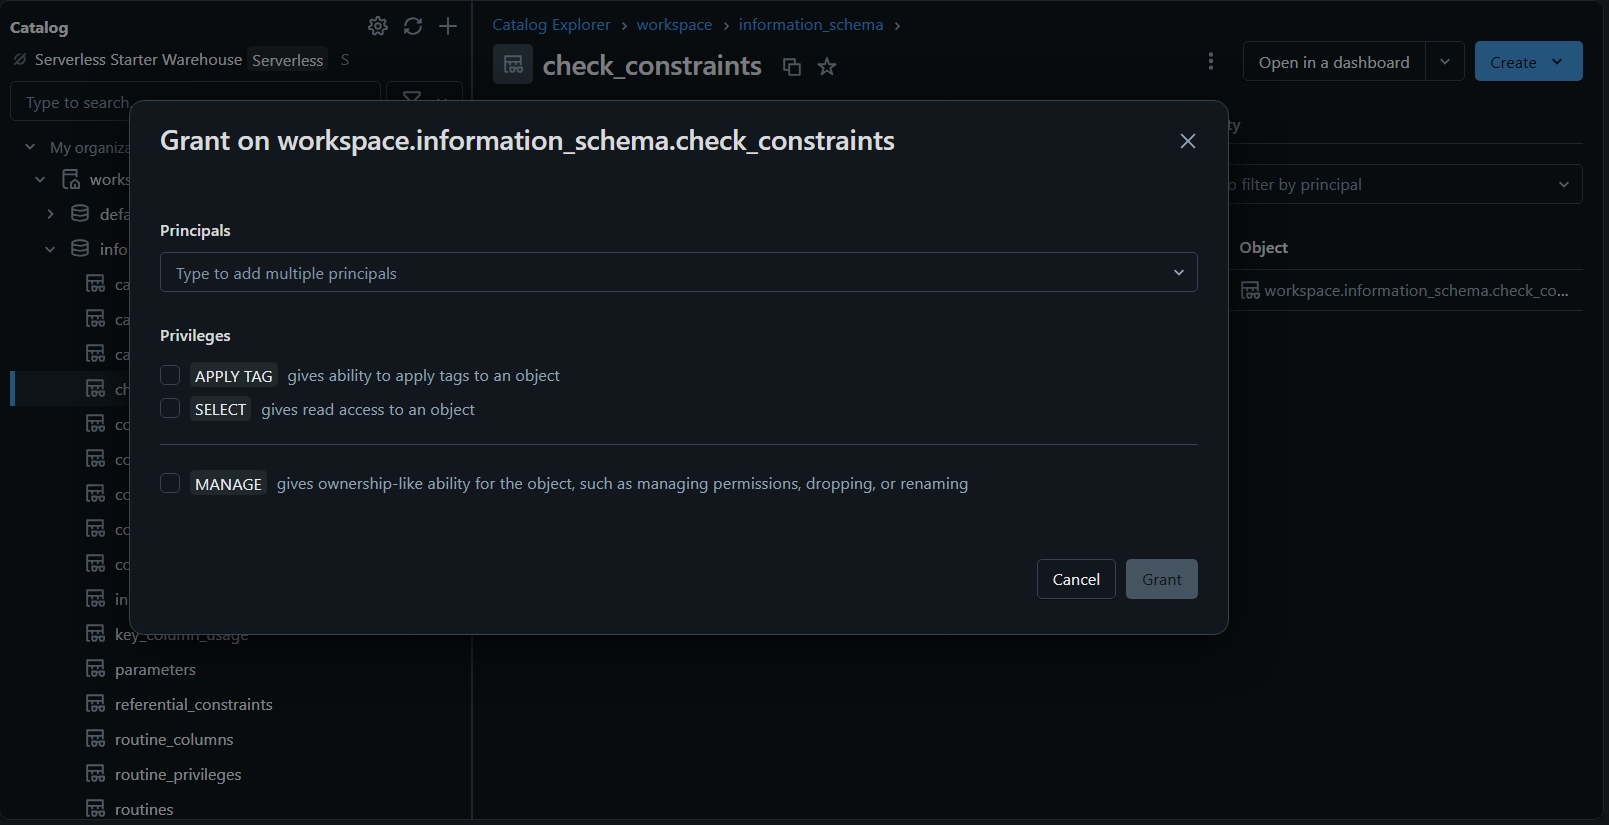 Catalog
Serverless Starter Warehouse Serverless S
Type to search.
My organiza
works
defa
info
ca
ca
ca
ch
co
co
co
co
co
in
key_column_usage
parameters
referential_constraints
routine_columns
routine_privileges
routines
Catalog Explorer > workspace > information_schema >
check_constraints
Open in a dashboard
Create
ty
o filter by principal
Object
workspace.information_schema.check_co...
Grant on workspace.information_schema.check_constraints
Principals
Type to add multiple principals
Privileges
APPLY TAG gives ability to apply tags to an object
SELECT gives read access to an object
MANAGE gives ownership-like ability for the object, such as managing permissions, dropping, or renaming
Cancel
Grant